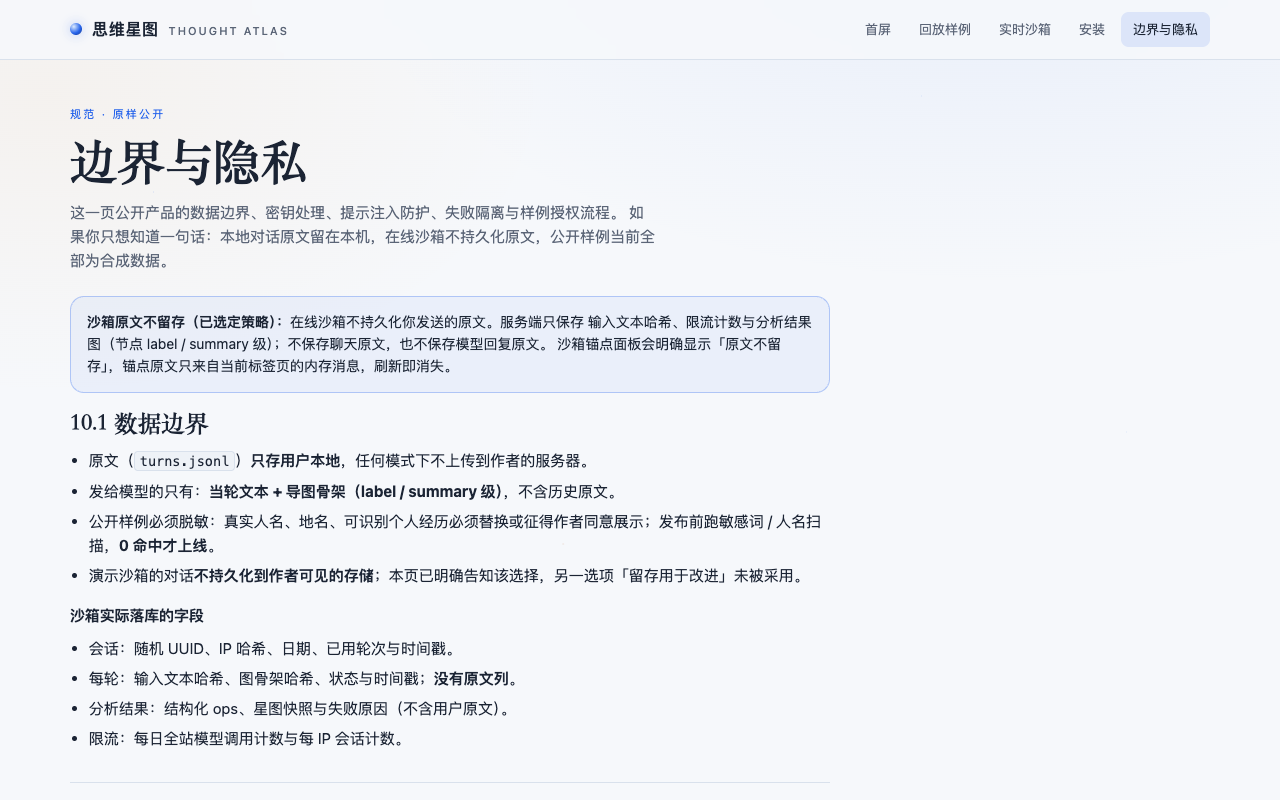 思维星图 THOUGHT ATLAS
首屏 回放样例 实时沙箱 安装 边界与隐私
规范 · 原样公开
边界与隐私
这一页公开产品的数据边界、密钥处理、提示注入防护、失败隔离与样例授权流程。 如
果你只想知道一句话：本地对话原文留在本机，在线沙箱不持久化原文，公开样例当前全
部为合成数据。
沙箱原文不留存（已选定策略）：在线沙箱不持久化你发送的原文。服务端只保存 输入文本哈希、限流计数与分析结果
图（节点 label / summary 级）；不保存聊天原文，也不保存模型回复原文。 沙箱锚点面板会明确显示「原文不留
存」，锚点原文只来自当前标签页的内存消息，刷新即消失。
10.1 数据边界
• 原文（turns.jsonl）只存用户本地，任何模式下不上传到作者的服务器。
• 发给模型的只有：当轮文本 + 导图骨架（label / summary 级），不含历史原文。
• 公开样例必须脱敏：真实人名、地名、可识别个人经历必须替换或征得作者同意展示；发布前跑敏感词 / 人名扫
描，0 命中才上线。
• 演示沙箱的对话不持久化到作者可见的存储；本页已明确告知该选择，另一选项「留存用于改进」未被采用。
沙箱实际落库的字段
• 会话：随机 UUID、IP 哈希、日期、已用轮次与时间戳。
• 每轮：输入文本哈希、图骨架哈希、状态与时间戳；没有原文列。
• 分析结果：结构化 ops、星图快照与失败原因（不含用户原文）。
• 限流：每日全站模型调用计数与每 IP 会话计数。